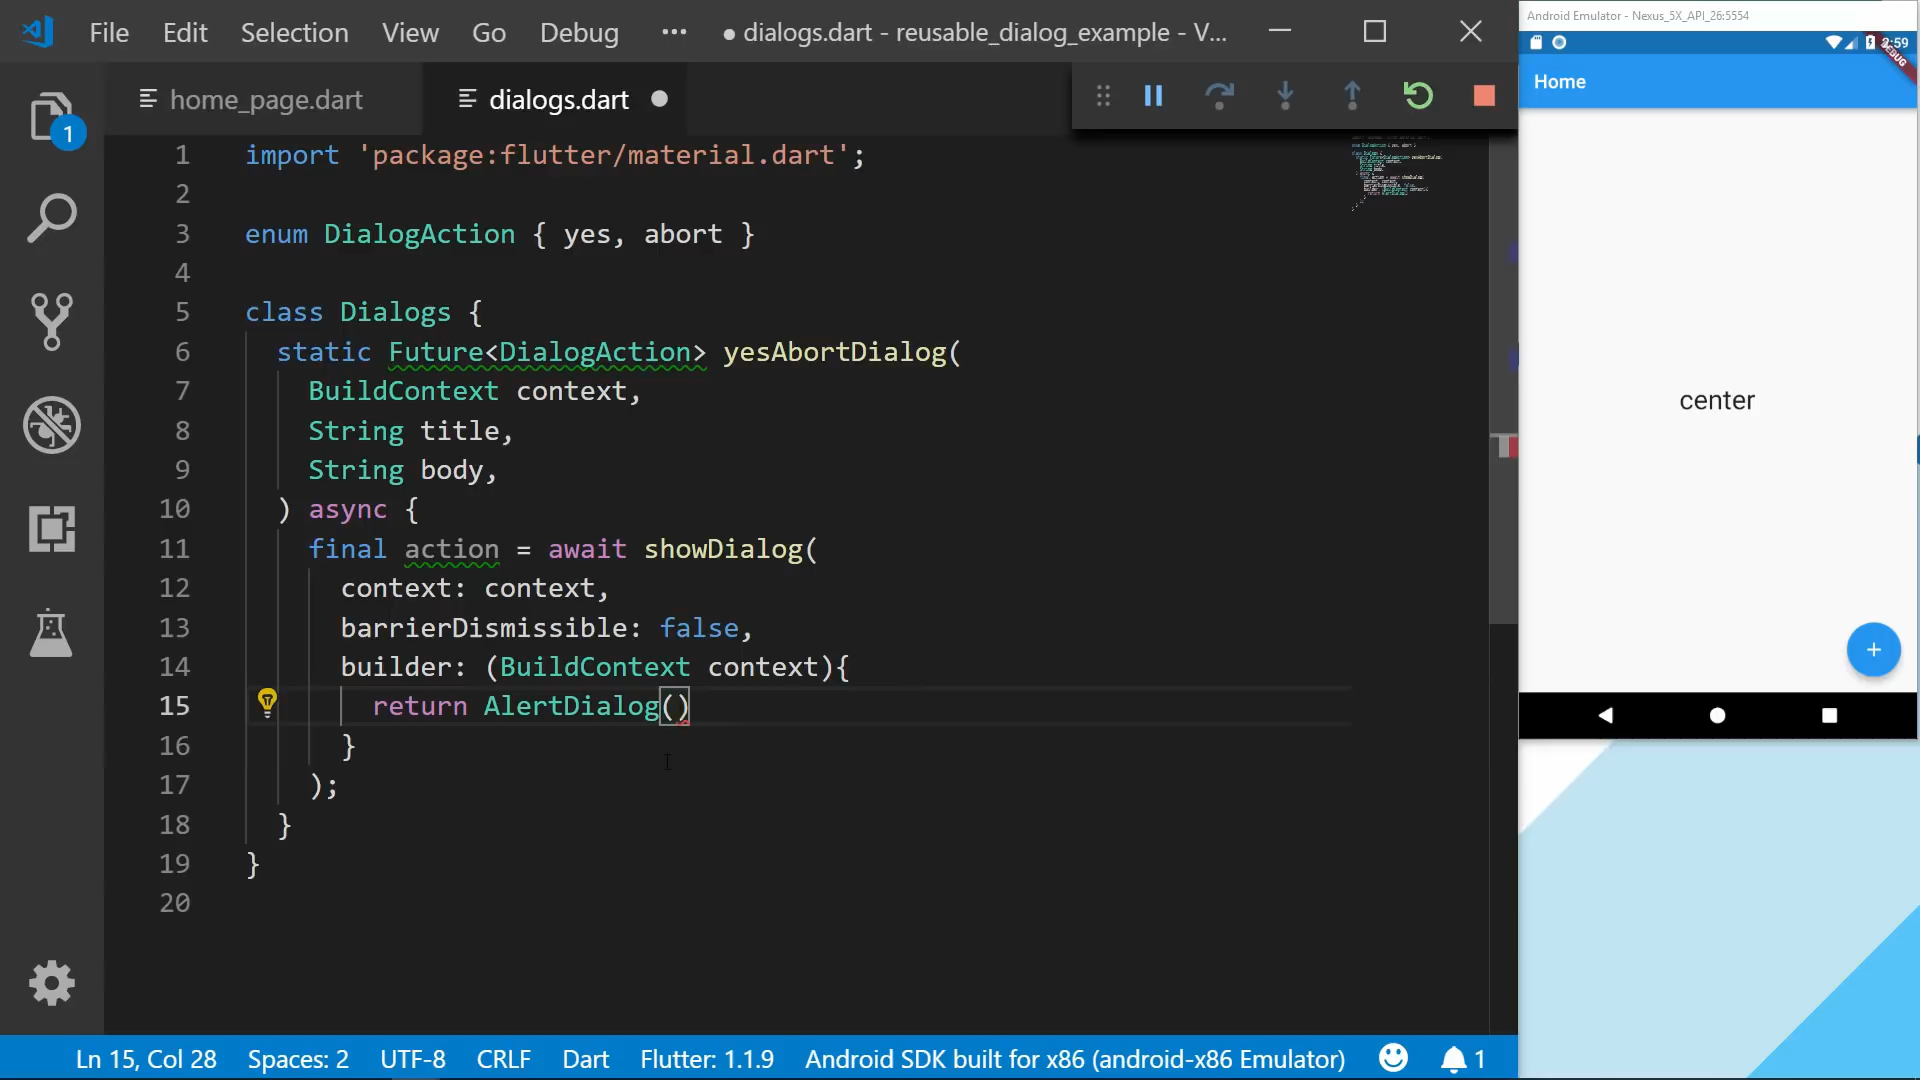 File Edit Selection View Go Debug ··· ● dialogs.dart - reusable_dialog_example - V...
home_page.dart dialogs.dart ●
1 import 'package:flutter/material.dart';
2
3 enum DialogAction { yes, abort }
4
5 class Dialogs {
6 static Future<DialogAction> yesAbortDialog(
7 BuildContext context,
8 String title,
9 String body,
10 ) async {
11 final action = await showDialog(
12 context: context,
13 barrierDismissible: false,
14 builder: (BuildContext context){
15 return AlertDialog()
16 }
17 );
18 }
19 }
20
1
Ln 15, Col 28 Spaces: 2 UTF-8 CRLF Dart Flutter: 1.1.9 Android SDK built for x86 (android-x86 Emulator) 1
Android Emulator - Nexus_5X_API_26:5554
DEBUG
Home
center
+